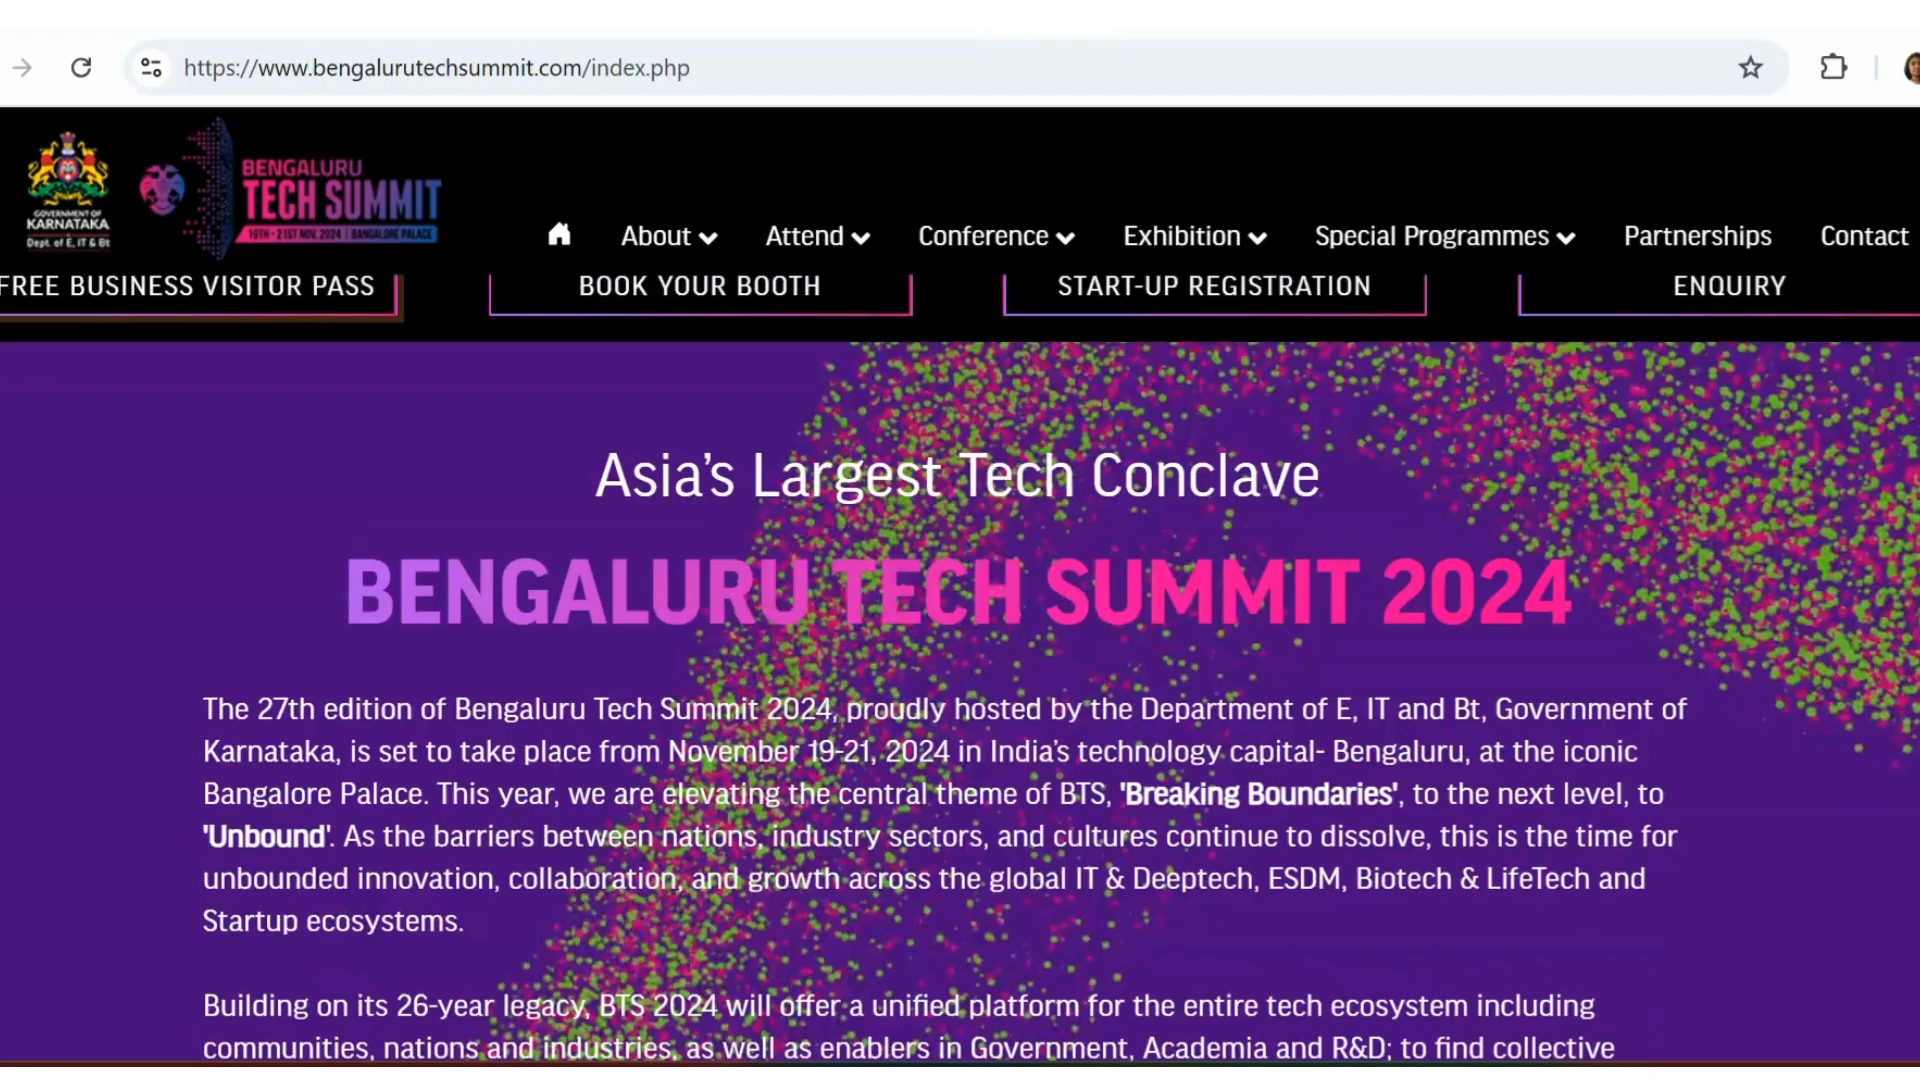 https://www.bengalurutechsummit.com/index.php
GOVERNMENT OF
KARNATAKA
Dept. of E, IT & Bt
BENGALURU
TECH SUMMIT
19TH - 21ST NOV. 2024 | BANGALORE PALACE
About
Attend
Conference
Exhibition
Special Programmes
Partnerships
Contact
FREE BUSINESS VISITOR PASS
BOOK YOUR BOOTH
START-UP REGISTRATION
ENQUIRY
Asia's Largest Tech Conclave
BENGALURU TECH SUMMIT 2024
The 27th edition of Bengaluru Tech Summit 2024, proudly hosted by the Department of E, IT and Bt, Government of
Karnataka, is set to take place from November 19-21, 2024 in India's technology capital- Bengaluru, at the iconic
Bangalore Palace. This year, we are elevating the central theme of BTS, 'Breaking Boundaries', to the next level, to
'Unbound'. As the barriers between nations, industry sectors, and cultures continue to dissolve, this is the time for
unbounded innovation, collaboration, and growth across the global IT & Deeptech, ESDM, Biotech & LifeTech and
Startup ecosystems.
Building on its 26-year legacy, BTS 2024 will offer a unified platform for the entire tech ecosystem including
communities, nations and industries, as well as enablers in Government, Academia and R&D; to find collective